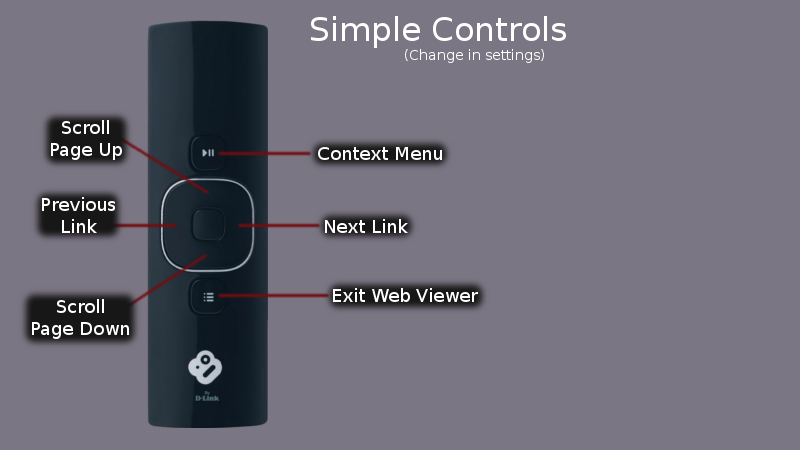 Simple Controls
(Change in settings)
Scroll
Page Up
Context Menu
Previous
Link
Next Link
Scroll
Page Down
Exit Web Viewer
By
D-Link